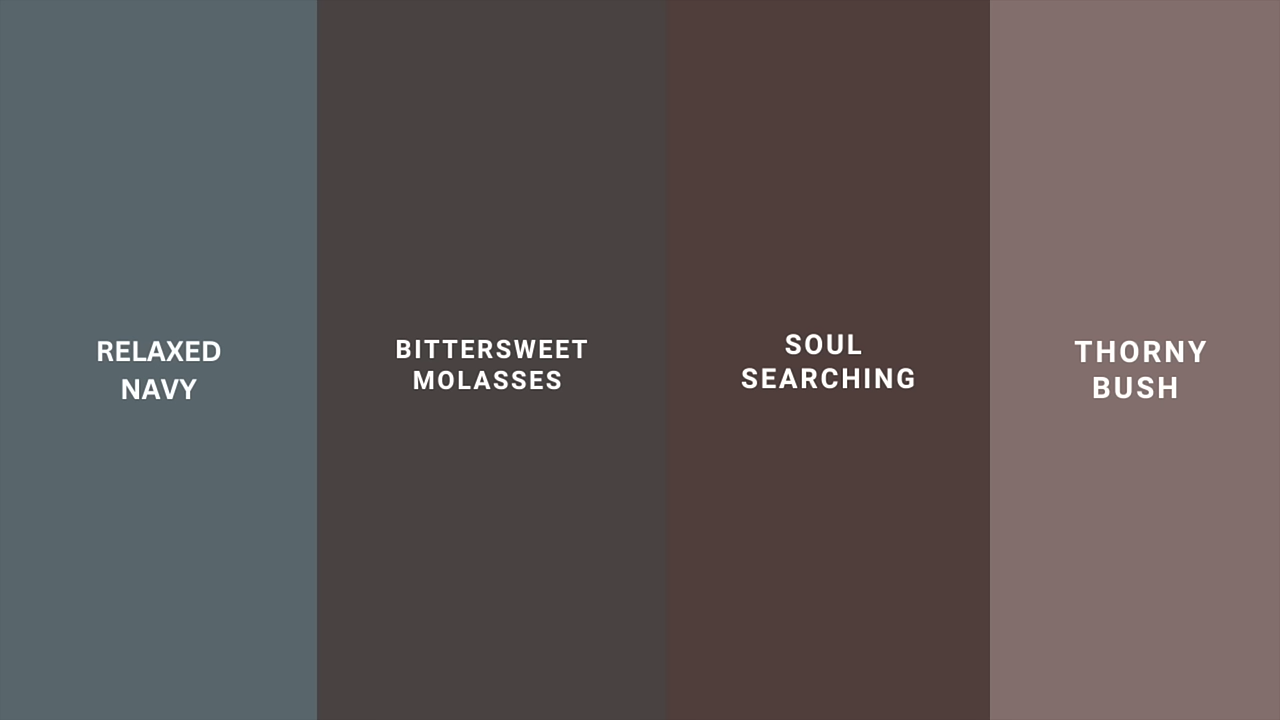 RELAXED
NAVY
BITTERSWEET
MOLASSES
SOUL
SEARCHING
THORNY
BUSH